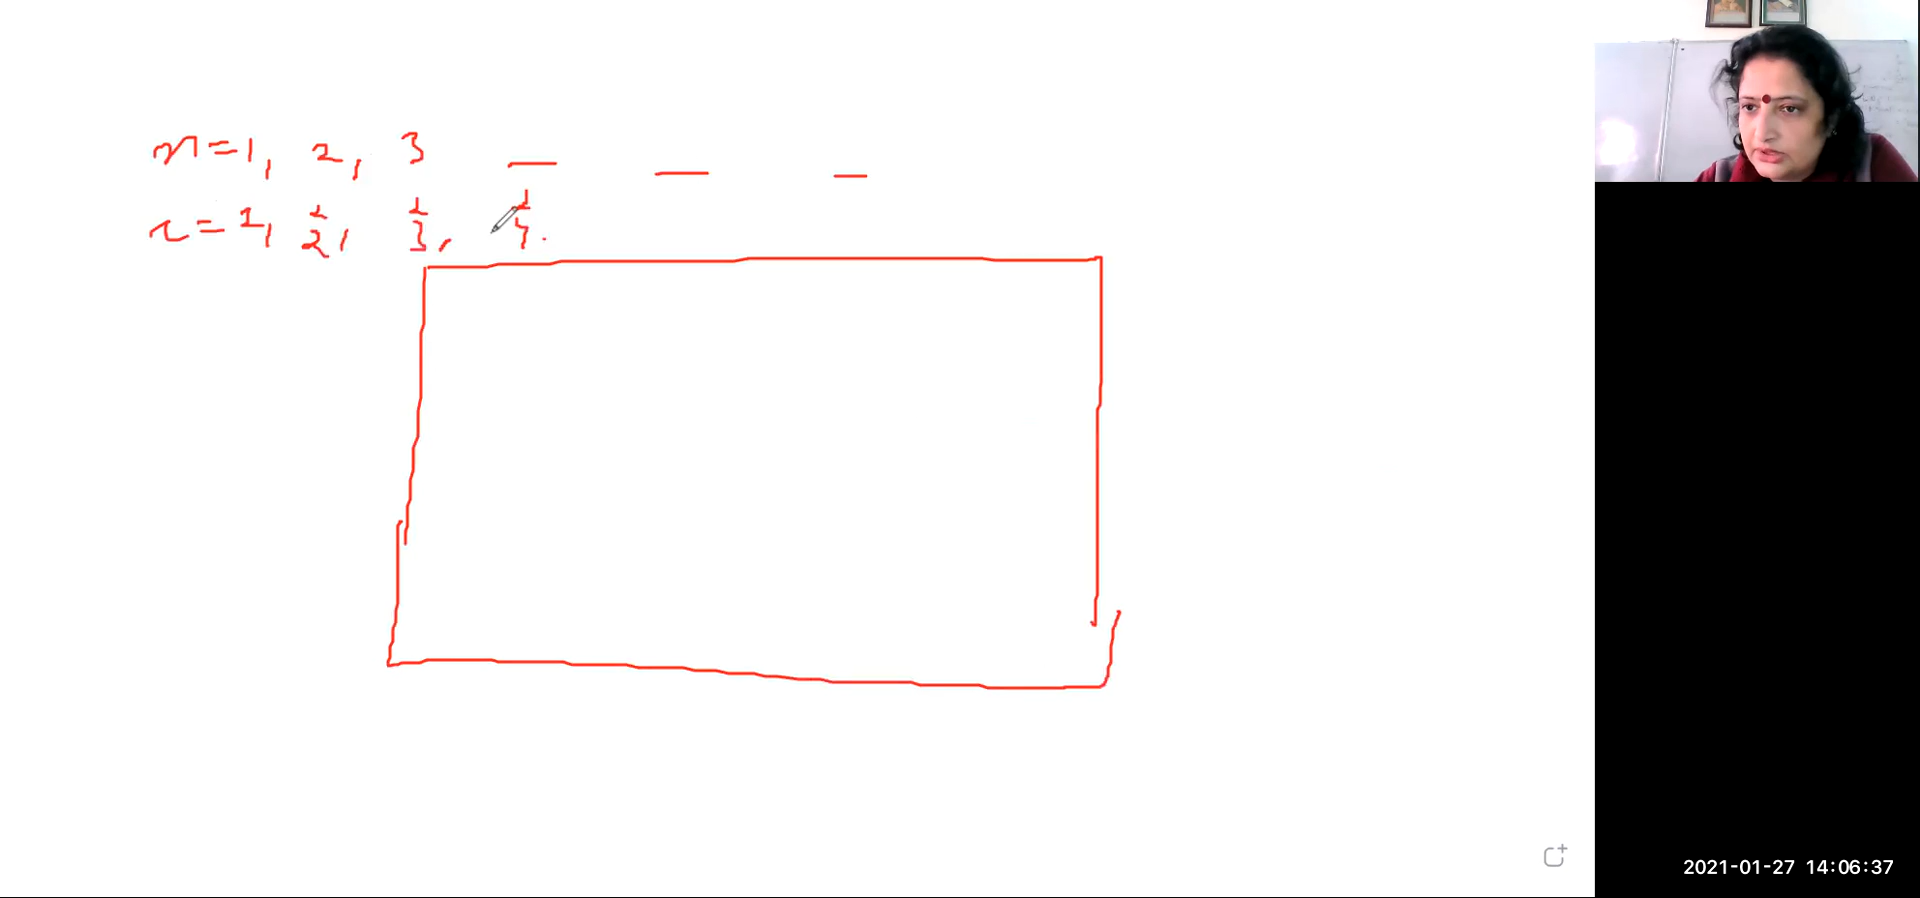 n=1, 2, 3 — — —
r=1, 1/2, 1/3, 1/4.
2021-01-27 14:06:37